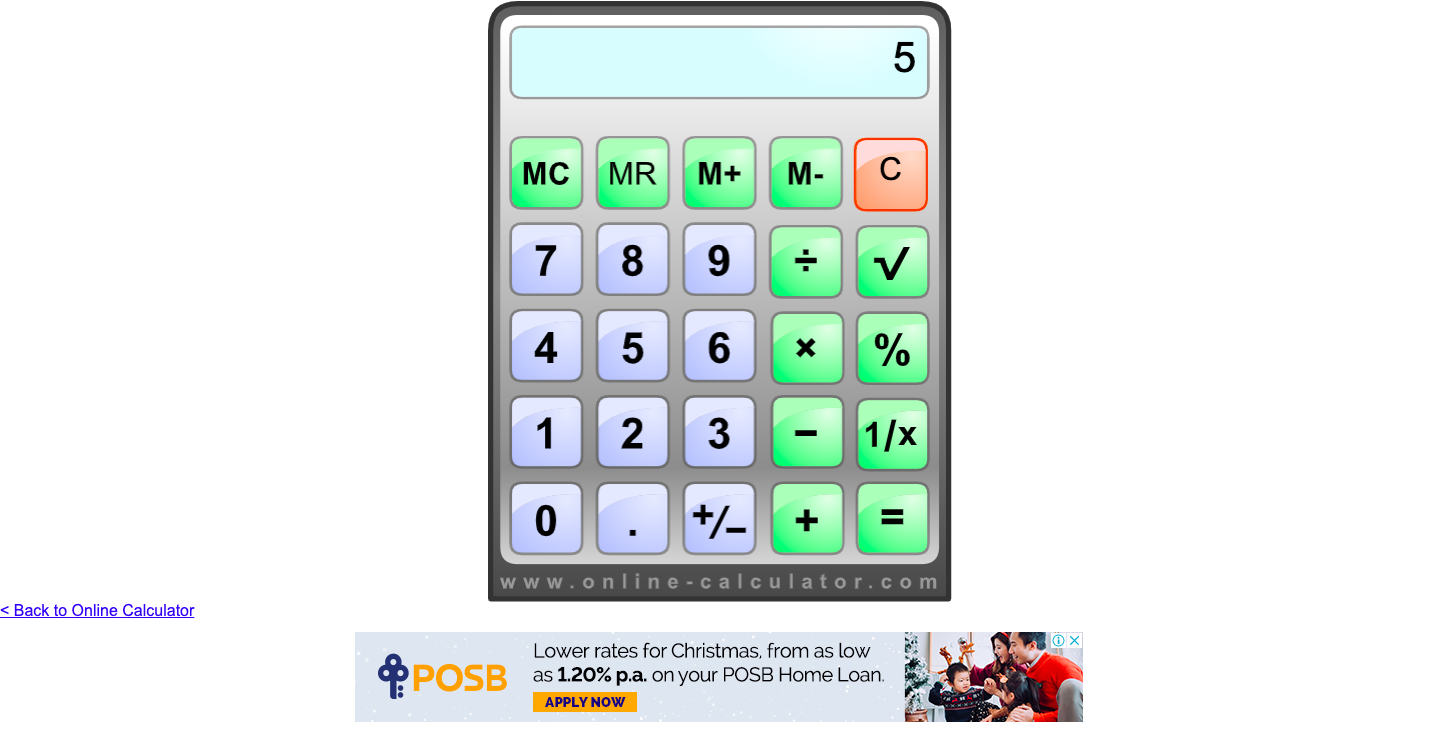 5
MC MR M+ M- C
7 8 9 ÷ √
4 5 6 × %
1 2 3 − 1/x
0 . +/− + =
www.online-calculator.com
< Back to Online Calculator
POSB
Lower rates for Christmas, from as low
as 1.20% p.a. on your POSB Home Loan.
APPLY NOW